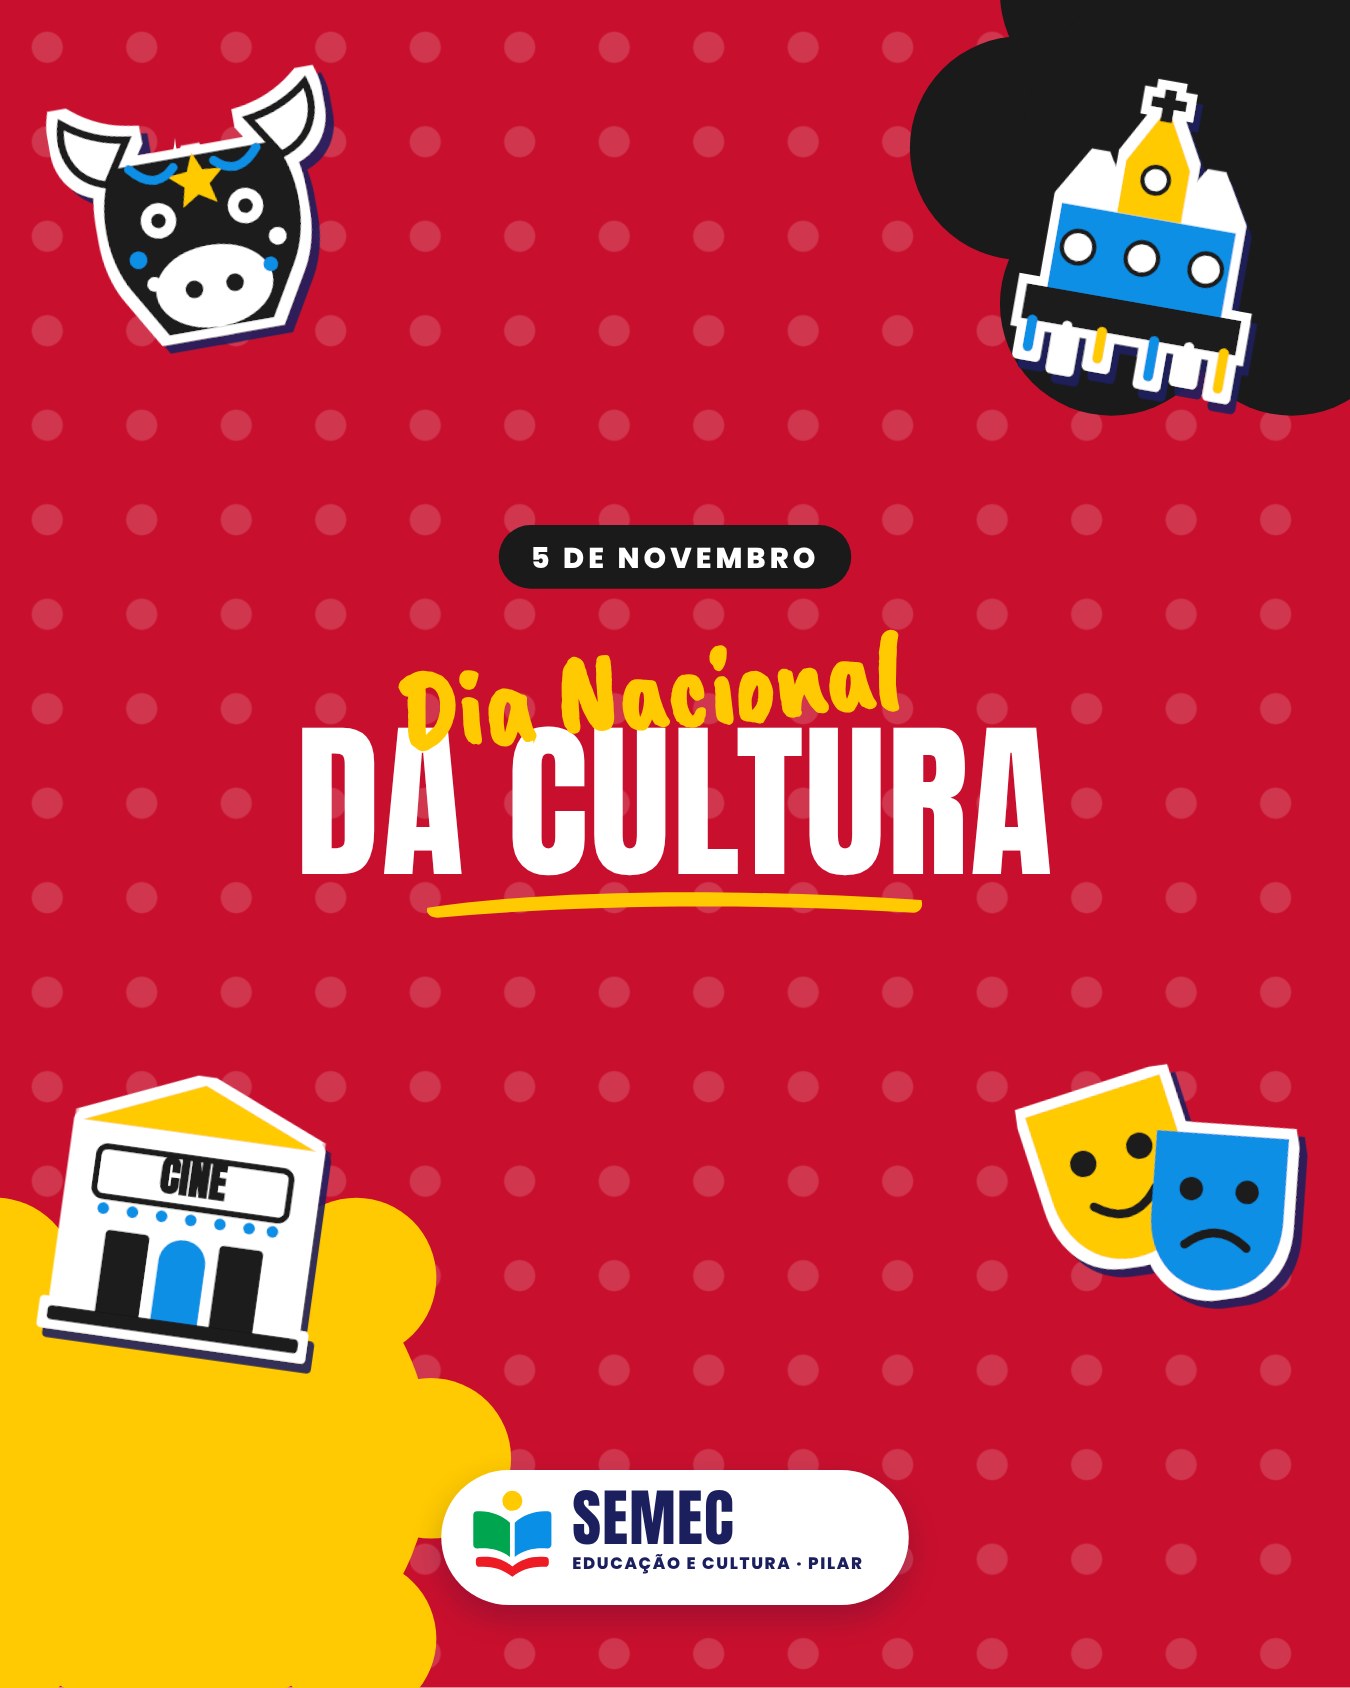 5 DE NOVEMBRO
Dia Nacional
DA CULTURA
CINE
SEMEC
EDUCAÇÃO E CULTURA · PILAR